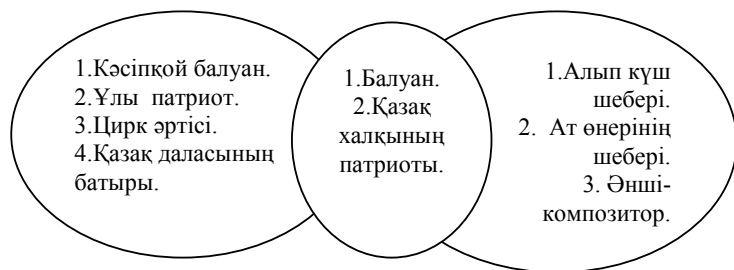 1.Кәсіпқой балуан.
2.Ұлы патриот.
3.Цирк әртісі.
4.Қазақ даласының
батыры.
1.Балуан.
2.Қазақ
халқының
патриоты.
1.Алып күш
шебері.
2. Ат өнерінің
шебері.
3. Әнші-
композитор.